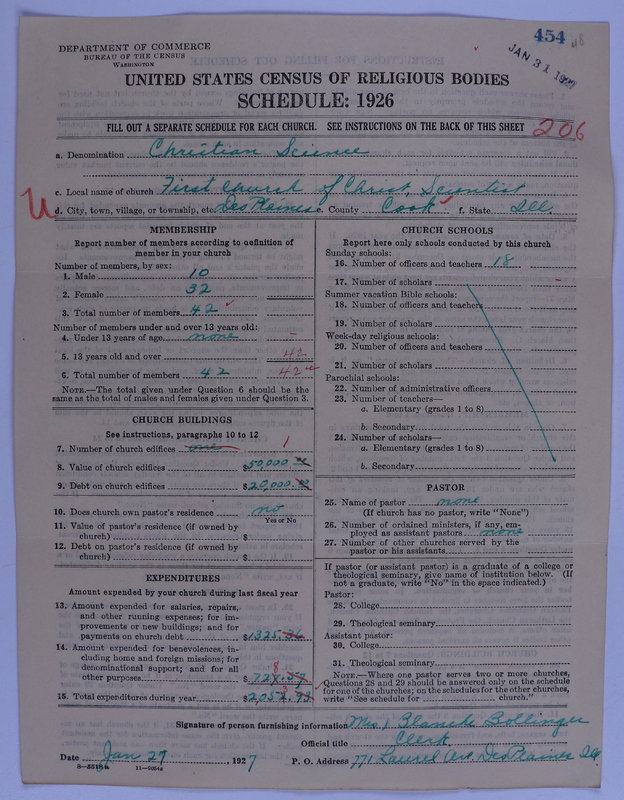 454
JAN 31 1927
DEPARTMENT OF COMMERCE
BUREAU OF THE CENSUS
WASHINGTON
UNITED STATES CENSUS OF RELIGIOUS BODIES
SCHEDULE: 1926
FILL OUT A SEPARATE SCHEDULE FOR EACH CHURCH. SEE INSTRUCTIONS ON THE BACK OF THIS SHEET 206
a. Denomination Christian Science
c. Local name of church First Church of Christ, Scientist
d. City, town, village, or township, etc. Des Plaines e. County Cook f. State Ill.
MEMBERSHIP
Report number of members according to definition of
member in your church
Number of members, by sex:
1. Male 10
2. Female 32
3. Total number of members 42
Number of members under and over 13 years old:
4. Under 13 years of age none –
5. 13 years old and over 42
6. Total number of members 42 42
NOTE.—The total given under Question 6 should be the
same as the total of males and females given under Question 3.
CHURCH BUILDINGS
See instructions, paragraphs 10 to 12
7. Number of church edifices one 1
8. Value of church edifices $50,000
9. Debt on church edifices $20,000
10. Does church own pastor's residence no
Yes or No
11. Value of pastor's residence (if owned by
church) $
12. Debt on pastor's residence (if owned by
church) $
EXPENDITURES
Amount expended by your church during last fiscal year
13. Amount expended for salaries, repairs,
and other running expenses; for im-
provements or new buildings; and for
payments on church debt $1325.36
14. Amount expended for benevolences, in-
cluding home and foreign missions; for
denominational support; and for all
other purposes $727.57
15. Total expenditures during year $2052.93
CHURCH SCHOOLS
Report here only schools conducted by this church
Sunday schools:
16. Number of officers and teachers 18
17. Number of scholars –
Summer vacation Bible schools:
18. Number of officers and teachers
19. Number of scholars
Week-day religious schools:
20. Number of officers and teachers
21. Number of scholars
Parochial schools:
22. Number of administrative officers
23. Number of teachers—
a. Elementary (grades 1 to 8)
b. Secondary
24. Number of scholars—
a. Elementary (grades 1 to 8)
b. Secondary
PASTOR
25. Name of pastor none
(If church has no pastor, write "None")
26. Number of ordained ministers, if any, em-
ployed as assistant pastors none
27. Number of other churches served by the
pastor or his assistants
If pastor (or assistant pastor) is a graduate of a college or
theological seminary, give name of institution below. (If
not a graduate, write "No" in the space indicated.)
Pastor:
28. College
29. Theological seminary
Assistant pastor:
30. College
31. Theological seminary
NOTE.—Where one pastor serves two or more churches,
Questions 28 and 29 should be answered only on the schedule
for one of the churches; on the schedules for the other churches,
write "See schedule for church."
Signature of person furnishing information Mrs. Blanche Bollinger
Official title Clerk
Date Jan 27, 1927 P. O. Address 771 Laurel Ave. Des Plaines Ill
8—5518a 11—9054a